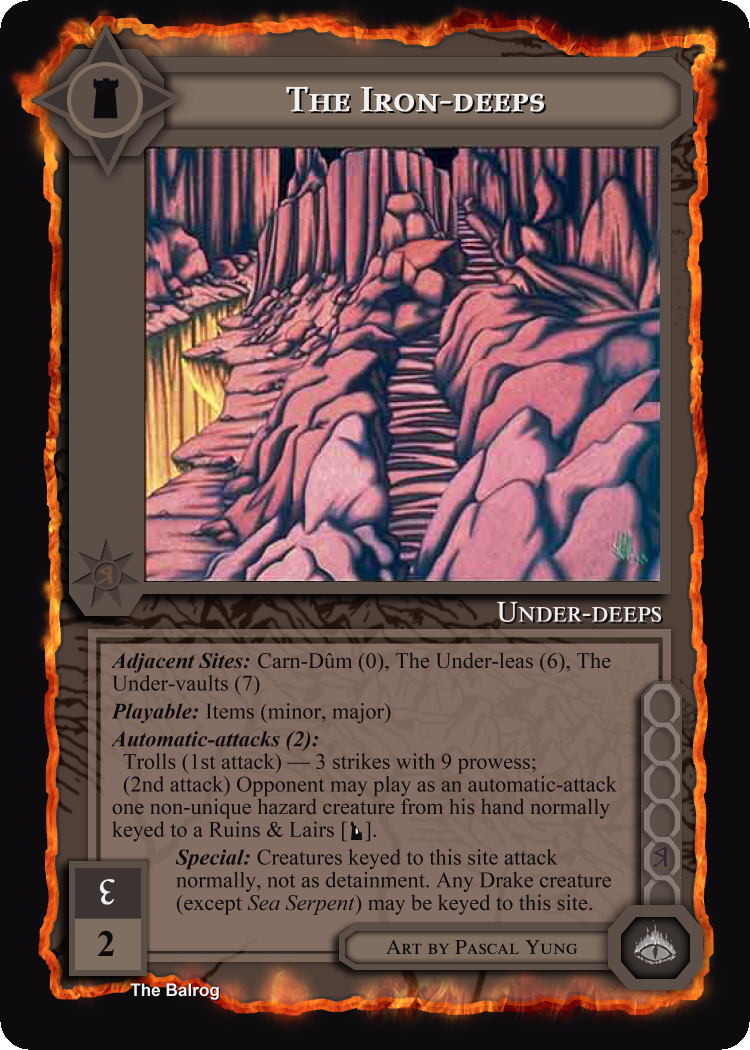 The Iron-deeps
Under-deeps
Adjacent Sites: Carn-Dûm (0), The Under-leas (6), The
Under-vaults (7)
Playable: Items (minor, major)
Automatic-attacks (2):
Trolls (1st attack) — 3 strikes with 9 prowess;
(2nd attack) Opponent may play as an automatic-attack
one non-unique hazard creature from his hand normally
keyed to a Ruins & Lairs [].
Special: Creatures keyed to this site attack
normally, not as detainment. Any Drake creature
(except Sea Serpent) may be keyed to this site.
2
Art by Pascal Yung
The Balrog